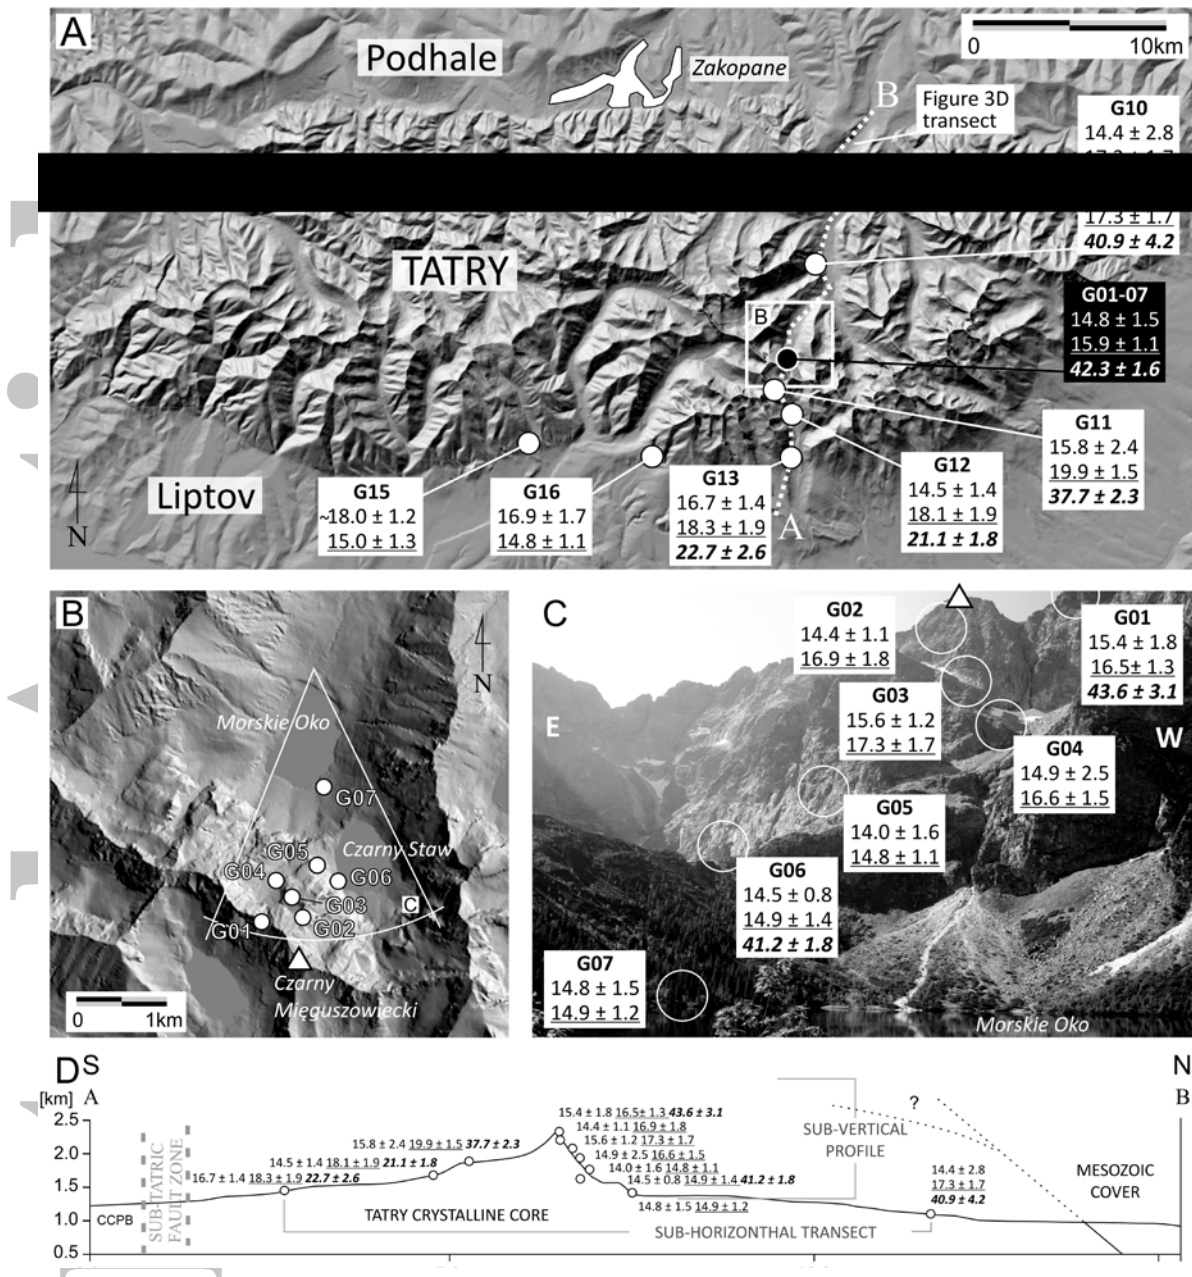 A
Podhale
Zakopane
0 10km
B
Figure 3D
transect
G10
14.4 ± 2.8
17.3 ± 1.7
40.9 ± 4.2
TATRY
B
G01-07
14.8 ± 1.5
15.9 ± 1.1
42.3 ± 1.6
G11
15.8 ± 2.4
19.9 ± 1.5
37.7 ± 2.3
G12
14.5 ± 1.4
18.1 ± 1.9
21.1 ± 1.8
G13
16.7 ± 1.4
18.3 ± 1.9
22.7 ± 2.6
A
G16
16.9 ± 1.7
14.8 ± 1.1
G15
~18.0 ± 1.2
15.0 ± 1.3
Liptov
N
B
N
Morskie Oko
G07
G05
Czarny Staw
G04
G06
G03
C
G01
G02
Czarny
Mięguszowiecki
0 1km
C
G02
14.4 ± 1.1
16.9 ± 1.8
G01
15.4 ± 1.8
16.5± 1.3
43.6 ± 3.1
G03
15.6 ± 1.2
17.3 ± 1.7
E
W
G04
14.9 ± 2.5
16.6 ± 1.5
G05
14.0 ± 1.6
14.8 ± 1.1
G06
14.5 ± 0.8
14.9 ± 1.4
41.2 ± 1.8
G07
14.8 ± 1.5
14.9 ± 1.2
Morskie Oko
D
S
N
[km]
A
B
2.5
2.0
1.5
1.0
0.5
CCPB
SUB-TATRIC
FAULT ZONE
16.7 ± 1.4 18.3 ± 1.9 22.7 ± 2.6
14.5 ± 1.4 18.1 ± 1.9 21.1 ± 1.8
15.8 ± 2.4 19.9 ± 1.5 37.7 ± 2.3
15.4 ± 1.8 16.5± 1.3 43.6 ± 3.1
14.4 ± 1.1 16.9 ± 1.8
15.6 ± 1.2 17.3 ± 1.7
14.9 ± 2.5 16.6 ± 1.5
14.0 ± 1.6 14.8 ± 1.1
14.5 ± 0.8 14.9 ± 1.4 41.2 ± 1.8
14.8 ± 1.5 14.9 ± 1.2
SUB-VERTICAL
PROFILE
?
14.4 ± 2.8
17.3 ± 1.7
40.9 ± 4.2
MESOZOIC
COVER
TATRY CRYSTALLINE CORE
SUB-HORIZONTHAL TRANSECT